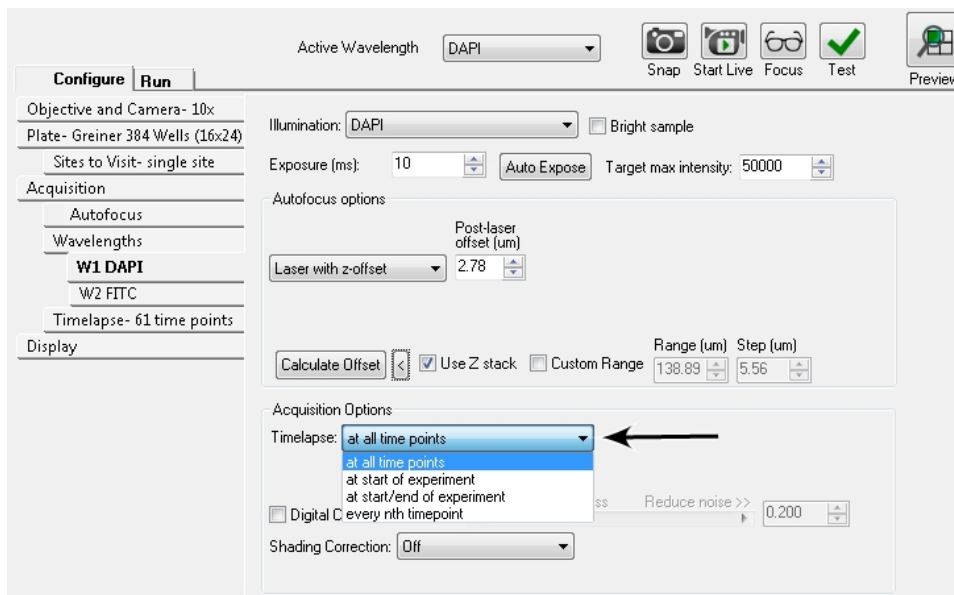 Active Wavelength DAPI
Snap Start Live Focus Test Preview
Configure Run
Objective and Camera- 10x
Plate- Greiner 384 Wells (16x24)
Sites to Visit- single site
Acquisition
Autofocus
Wavelengths
W1 DAPI
W2 FITC
Timelapse- 61 time points
Display
Illumination: DAPI Bright sample
Exposure (ms): 10 Auto Expose Target max intensity: 50000
Autofocus options
Post-laser
offset (um)
Laser with z-offset 2.78
Range (um) Step (um)
Calculate Offset < Use Z stack Custom Range 138.89 5.56
Acquisition Options
Timelapse: at all time points
at all time points
at start of experiment
at start/end of experiment
every nth timepoint
Digital C ss Reduce noise >> 0.200
Shading Correction: Off